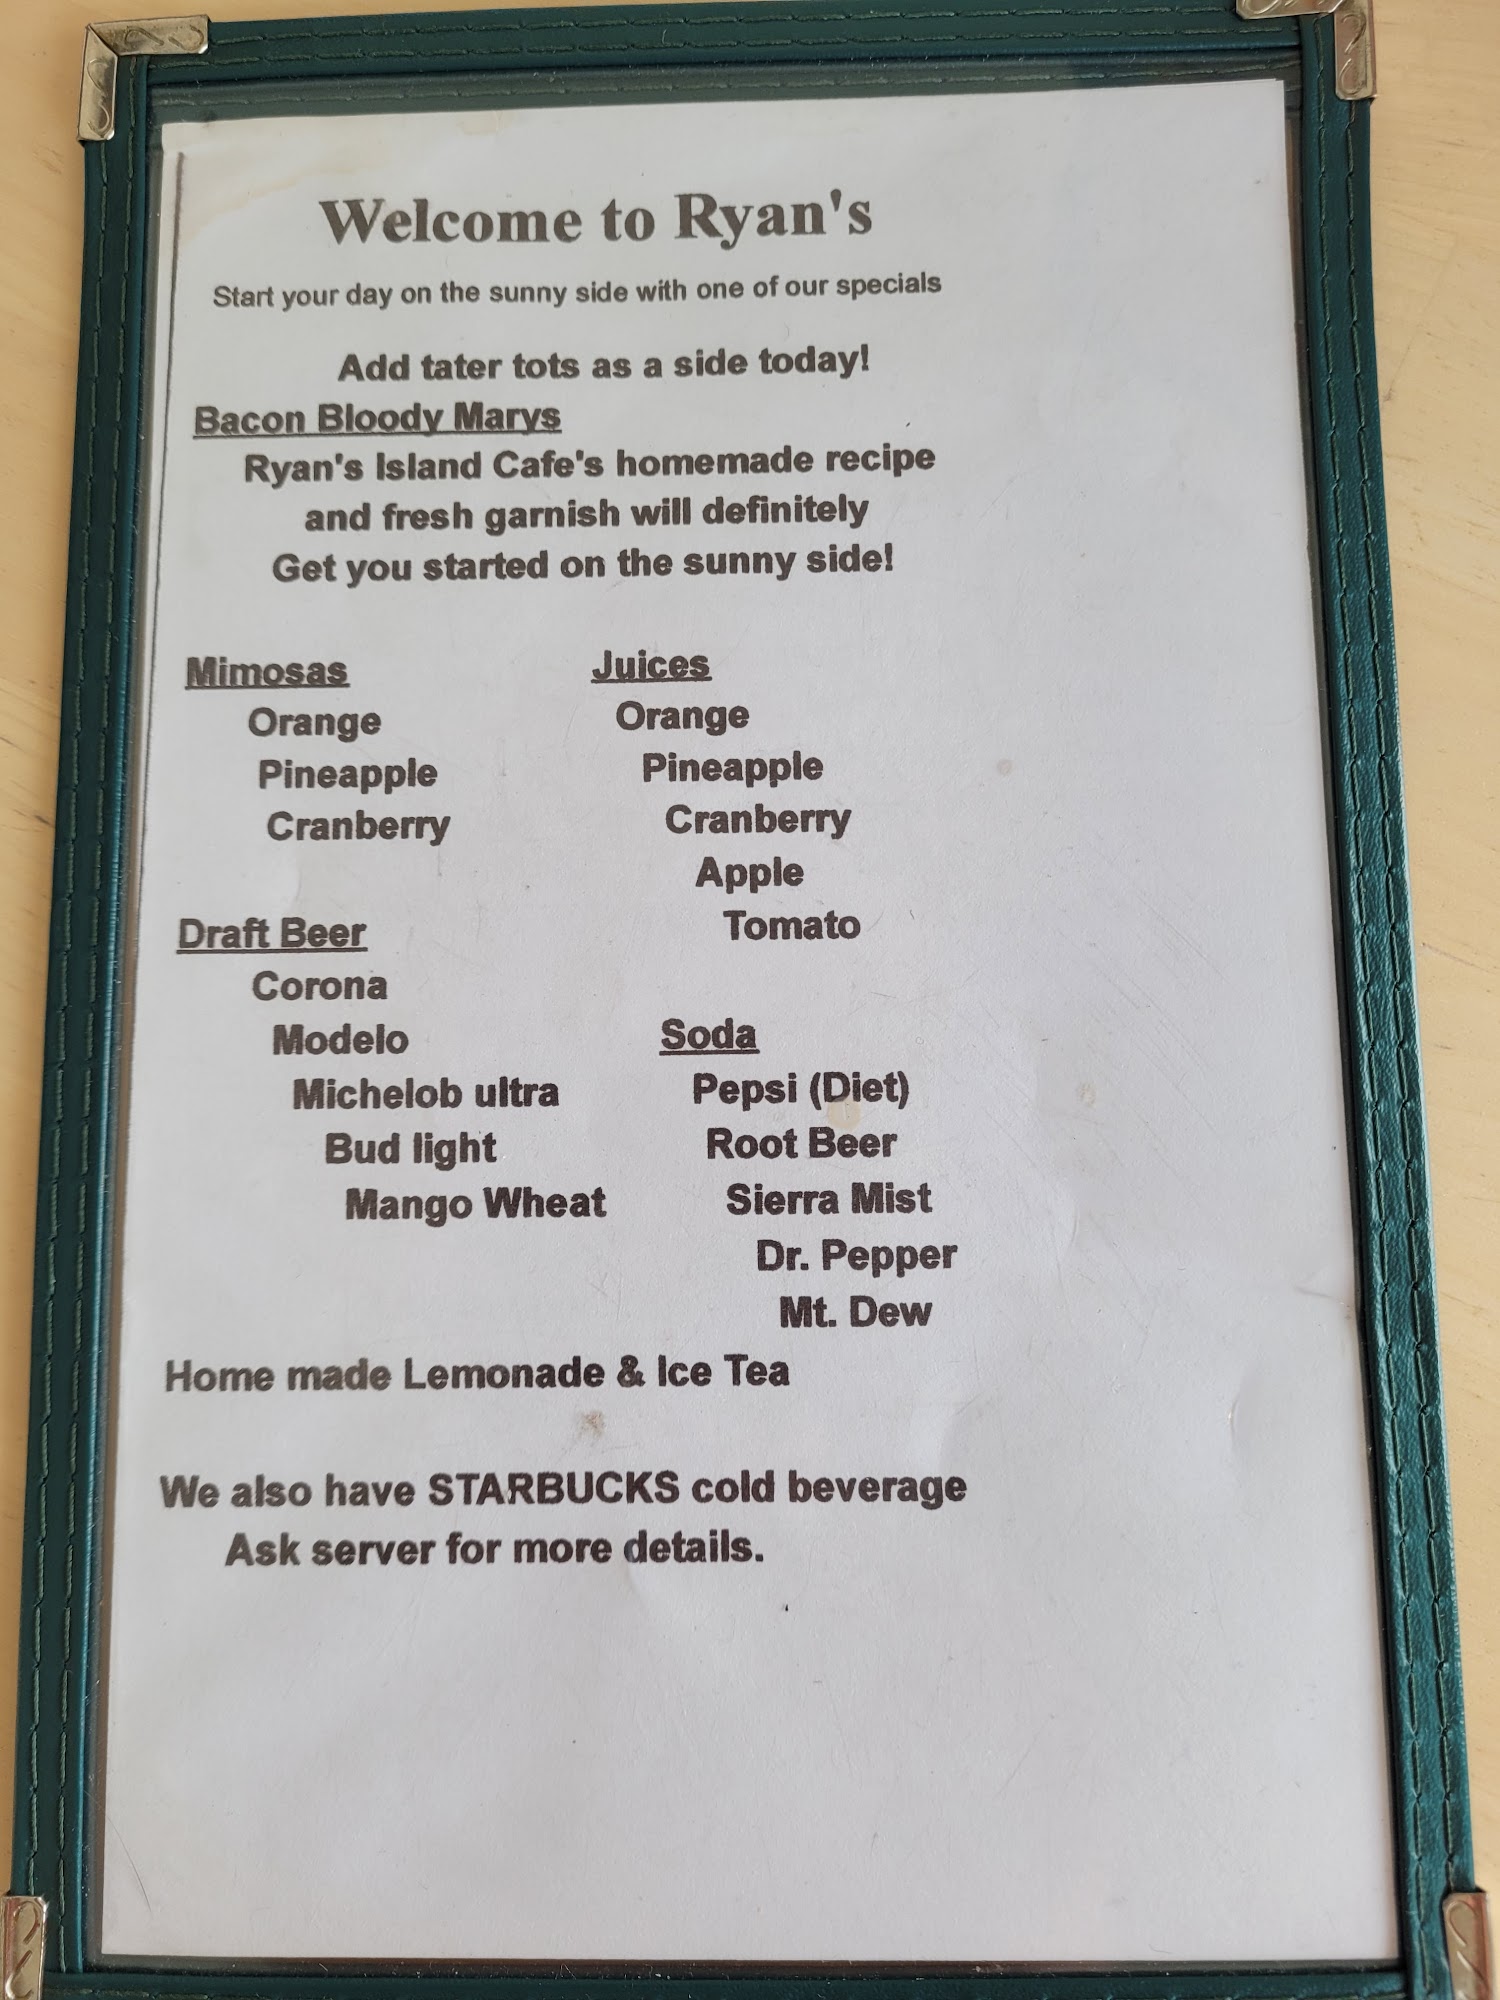 Welcome to Ryan's
Start your day on the sunny side with one of our specials
Add tater tots as a side today!
Bacon Bloody Marys
Ryan's Island Cafe's homemade recipe
and fresh garnish will definitely
Get you started on the sunny side!
Mimosas
Orange
Pineapple
Cranberry
Juices
Orange
Pineapple
Cranberry
Apple
Tomato
Draft Beer
Corona
Modelo
Michelob ultra
Bud light
Mango Wheat
Soda
Pepsi (Diet)
Root Beer
Sierra Mist
Dr. Pepper
Mt. Dew
Home made Lemonade & Ice Tea
We also have STARBUCKS cold beverage
Ask server for more details.